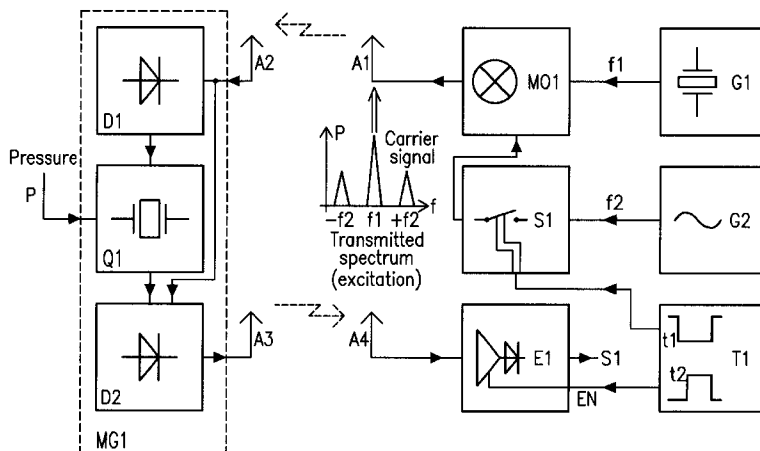 A2
A1
f1
MO1
G1
D1
Pressure
P
P
Carrier
signal
f
-f2
f1
+f2
Transmitted
spectrum
(excitation)
Q1
S1
f2
G2
A3
A4
E1
S1
EN
t1
t2
T1
D2
MG1